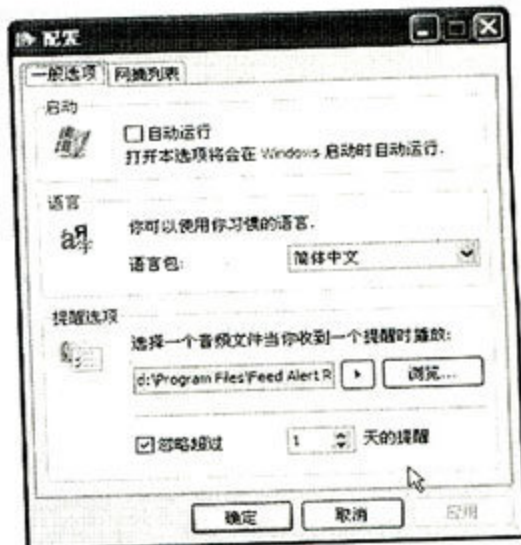 配置
一般选项 网摘列表
启动
自动运行
打开本选项将会在 Windows 启动时自动运行.
语言
你可以使用你习惯的语言.
语言包: 简体中文
提醒选项
选择一个音频文件当你收到一个提醒时播放:
d:\Program Files\Feed Alert R 浏览...
忽略超过 1 天的提醒
确定 取消 应用